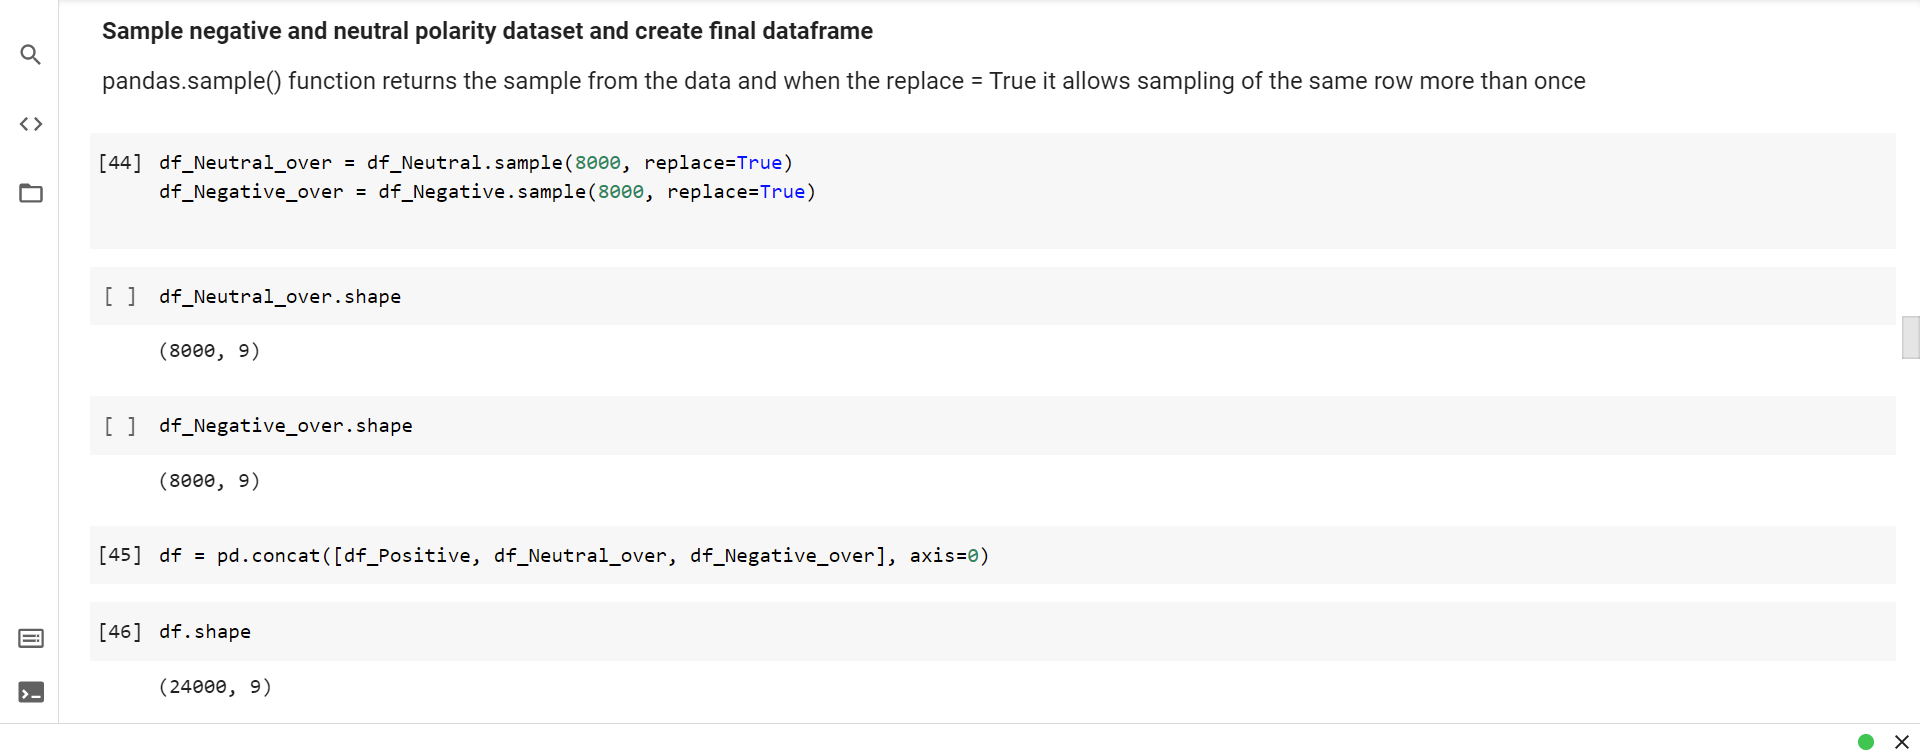 Sample negative and neutral polarity dataset and create final dataframe
pandas.sample() function returns the sample from the data and when the replace = True it allows sampling of the same row more than once
[44] df_Neutral_over = df_Neutral.sample(8000, replace=True)
df_Negative_over = df_Negative.sample(8000, replace=True)
[ ] df_Neutral_over.shape
(8000, 9)
[ ] df_Negative_over.shape
(8000, 9)
[45] df = pd.concat([df_Positive, df_Neutral_over, df_Negative_over], axis=0)
[46] df.shape
(24000, 9)